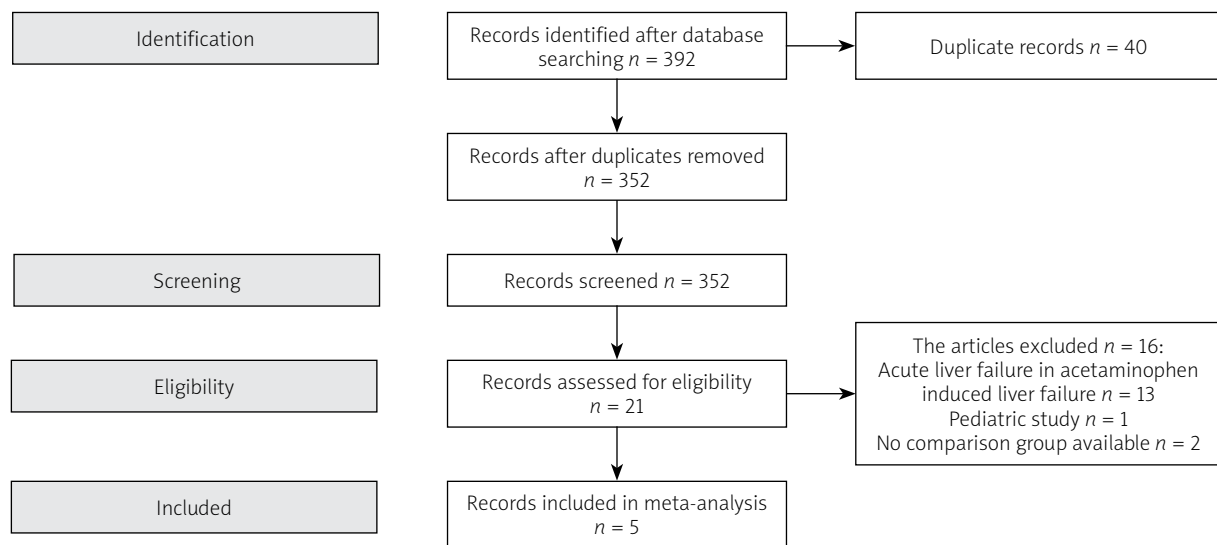 Identification
Records identified after database
searching n = 392
Duplicate records n = 40
Records after duplicates removed
n = 352
Screening
Records screened n = 352
Eligibility
Records assessed for eligibility
n = 21
The articles excluded n = 16:
Acute liver failure in acetaminophen
induced liver failure n = 13
Pediatric study n = 1
No comparison group available n = 2
Included
Records included in meta-analysis
n = 5